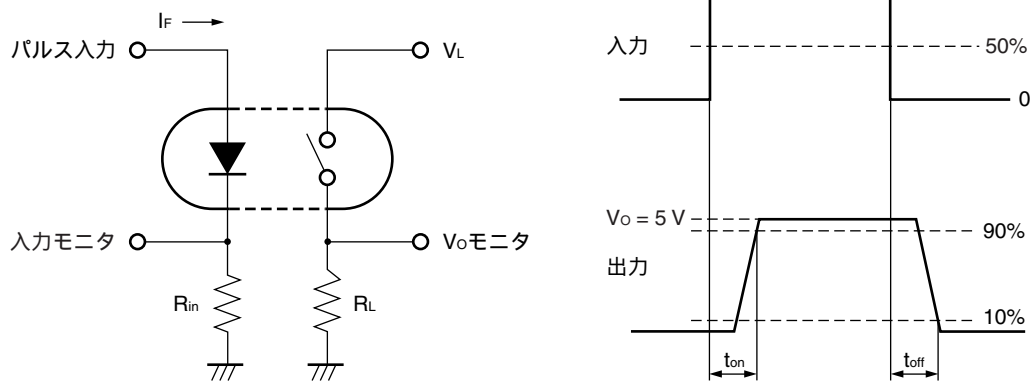 IF
パルス入力
VL
入力モニタ
VOモニタ
Rin
RL
入力
50%
0
VO = 5 V
90%
出力
10%
ton
toff